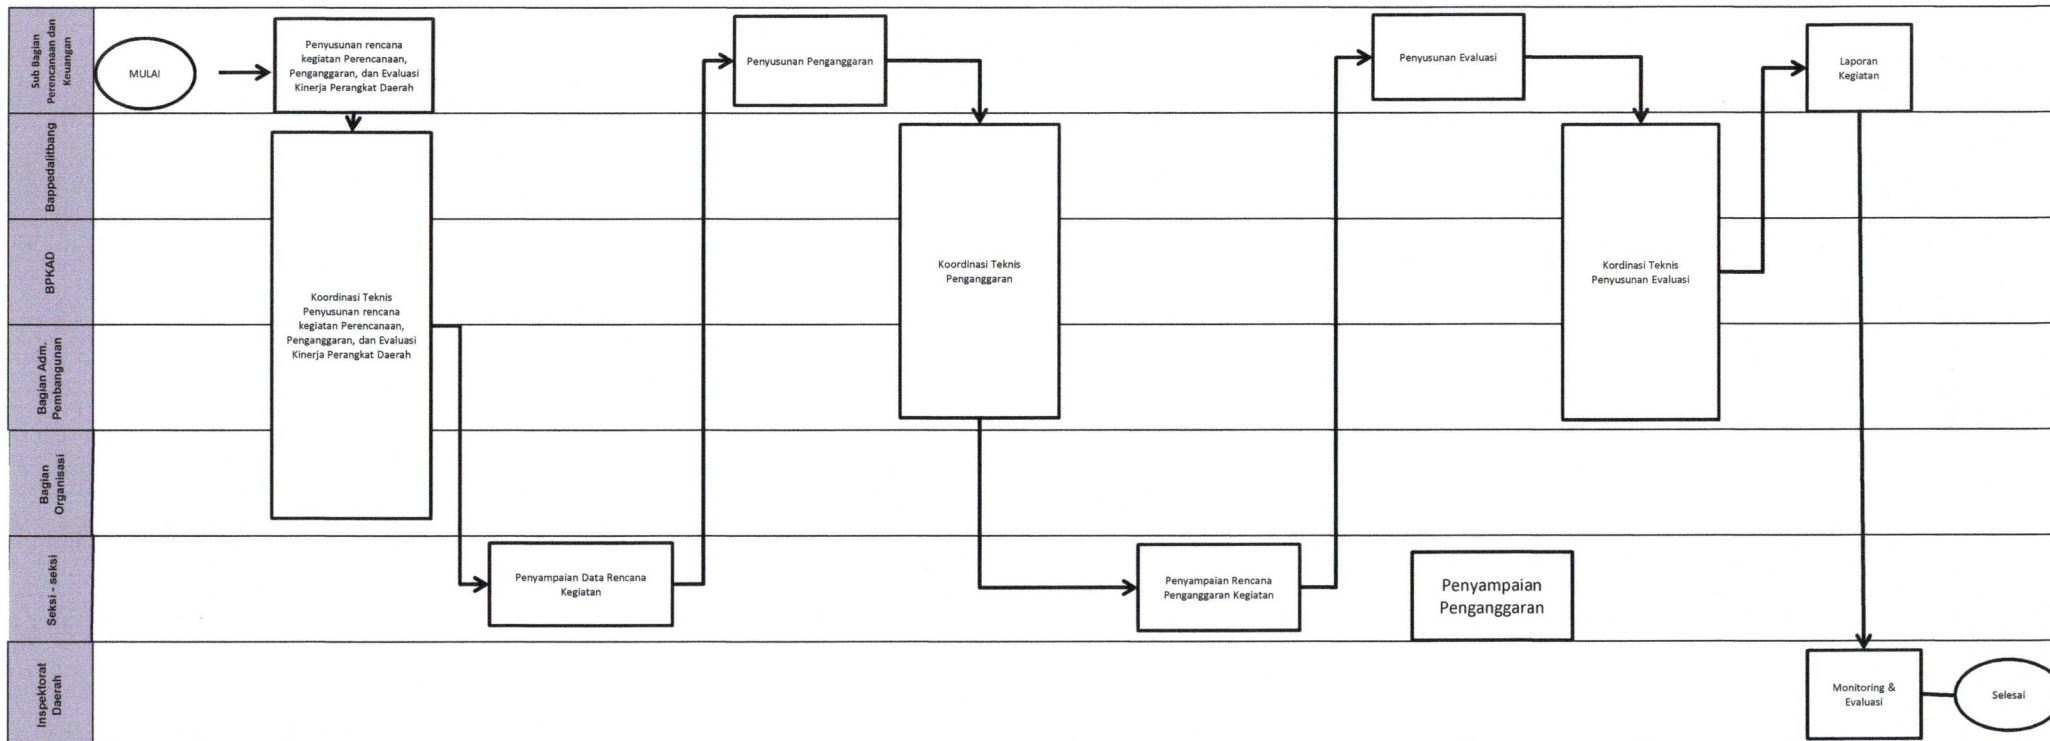 Sub Bagian
Perencanaan dan
Keuangan
MULAI
Penyusunan rencana
kegiatan Perencanaan,
Penganggaran, dan Evaluasi
Kinerja Perangkat Daerah
Penyusunan Penganggaran
Penyusunan Evaluasi
Laporan
Kegiatan
Bappedalitbang
BPKAD
Koordinasi Teknis
Penganggaran
Kordinasi Teknis
Penyusunan Evaluasi
Koordinasi Teknis
Penyusunan rencana
kegiatan Perencanaan,
Penganggaran, dan Evaluasi
Kinerja Perangkat Daerah
Bagian Adm.
Pembangunan
Bagian
Organisasi
Seksi - seksi
Penyampaian Data Rencana
Kegiatan
Penyampaian Rencana
Penganggaran Kegiatan
Penyampaian
Penganggaran
Inspektorat
Daerah
Monitoring &
Evaluasi
Selesai